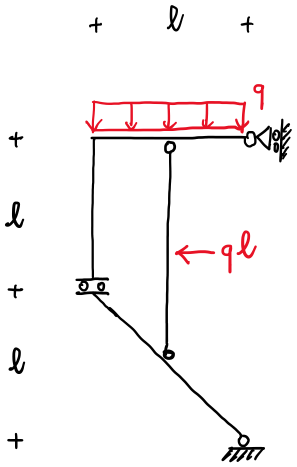 + ℓ +
q
+
ℓ
qℓ
+
ℓ
+